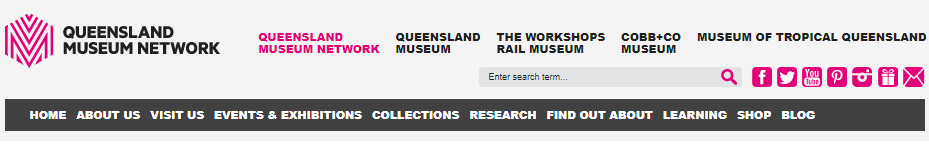 QUEENSLAND
MUSEUM NETWORK
QUEENSLAND
MUSEUM NETWORK
QUEENSLAND
MUSEUM
THE WORKSHOPS
RAIL MUSEUM
COBB+CO
MUSEUM
MUSEUM OF TROPICAL QUEENSLAND
Enter search term...
You
Tube
HOME ABOUT US VISIT US EVENTS & EXHIBITIONS COLLECTIONS RESEARCH FIND OUT ABOUT LEARNING SHOP BLOG